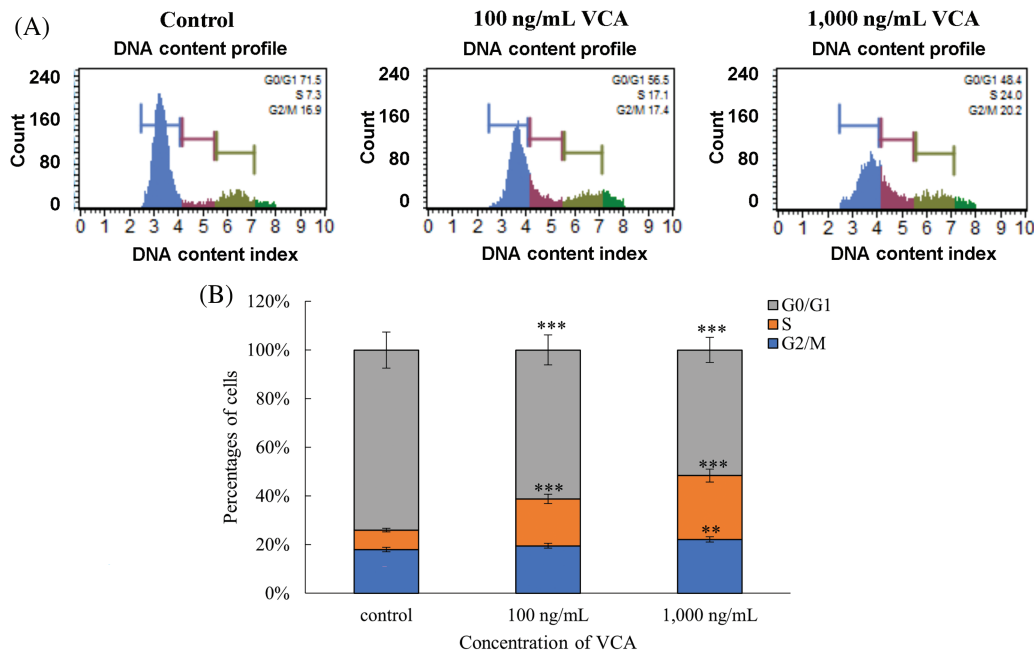 (A)
Control
DNA content profile
240
160
80
0
Count
G0/G1 71.5
S 7.3
G2/M 16.9
0 1 2 3 4 5 6 7 8 9 10
DNA content index
100 ng/mL VCA
DNA content profile
240
160
80
0
Count
G0/G1 56.5
S 17.1
G2/M 17.4
0 1 2 3 4 5 6 7 8 9 10
DNA content index
1,000 ng/mL VCA
DNA content profile
240
160
80
0
Count
G0/G1 48.4
S 24.0
G2/M 20.2
0 1 2 3 4 5 6 7 8 9 10
DNA content index
(B)
120%
100%
80%
60%
40%
20%
0%
Percentages of cells
***
***
***
***
**
G0/G1
S
G2/M
control
100 ng/mL
1,000 ng/mL
Concentration of VCA